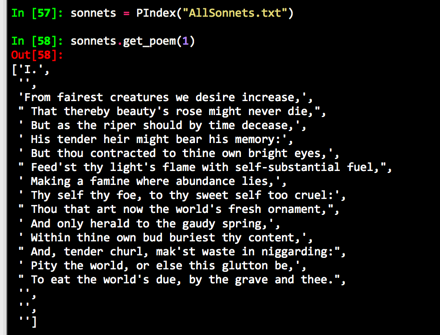 In [57]: sonnets = PIndex("AllSonnets.txt")
In [58]: sonnets.get_poem(1)
Out[58]:
['I.',
'',
'From fairest creatures we desire increase,',
" That thereby beauty's rose might never die,",
' But as the riper should by time decease,',
' His tender heir might bear his memory:',
' But thou contracted to thine own bright eyes,',
" Feed'st thy light's flame with self-substantial fuel,",
' Making a famine where abundance lies,',
' Thy self thy foe, to thy sweet self too cruel:',
" Thou that art now the world's fresh ornament,",
' And only herald to the gaudy spring,',
' Within thine own bud buriest thy content,',
" And, tender churl, mak'st waste in niggarding:",
' Pity the world, or else this glutton be,',
" To eat the world's due, by the grave and thee.",
'',
'',
'']